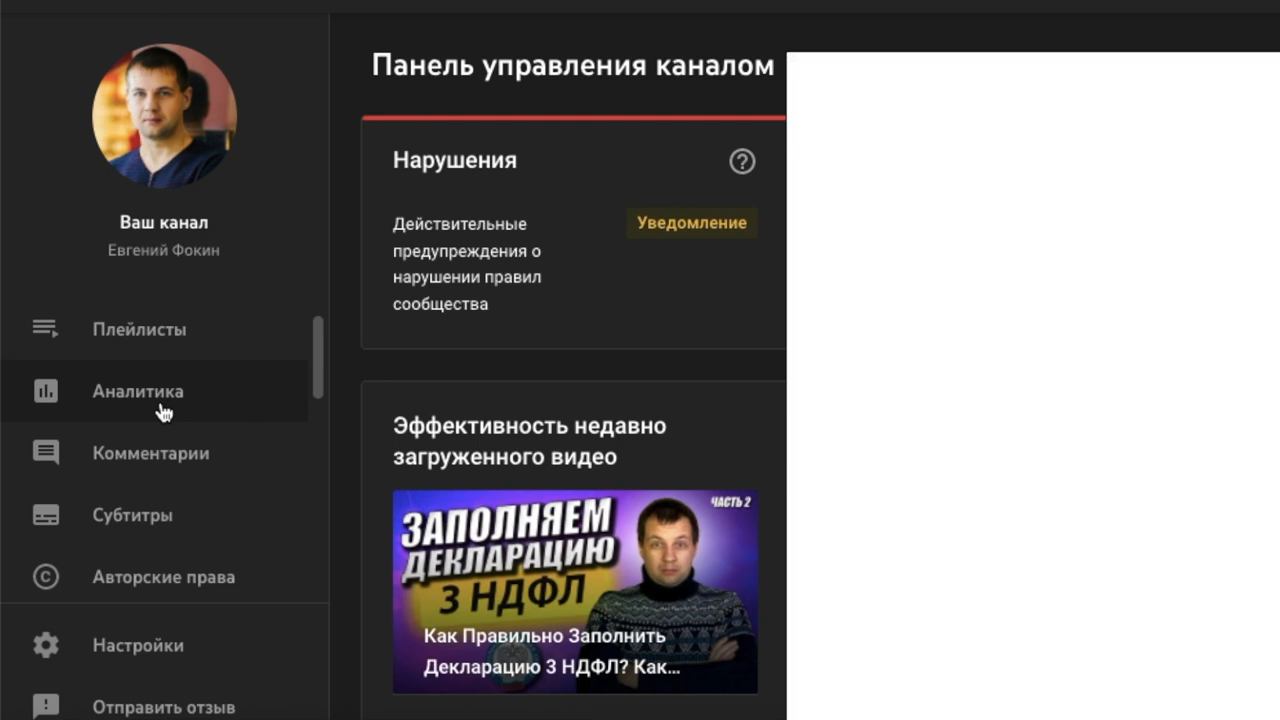 Ваш канал
Евгений Фокин
Плейлисты
Аналитика
Комментарии
Субтитры
Авторские права
Настройки
Отправить отзыв
Панель управления каналом
Нарушения
Действительные
предупреждения о
нарушении правил
сообщества
Уведомление
Эффективность недавно
загруженного видео
ЧАСТЬ 2
ЗАПОЛНЯЕМ
ДЕКЛАРАЦИЮ
3 НДФЛ
Как Правильно Заполнить
Декларацию 3 НДФЛ? Как...